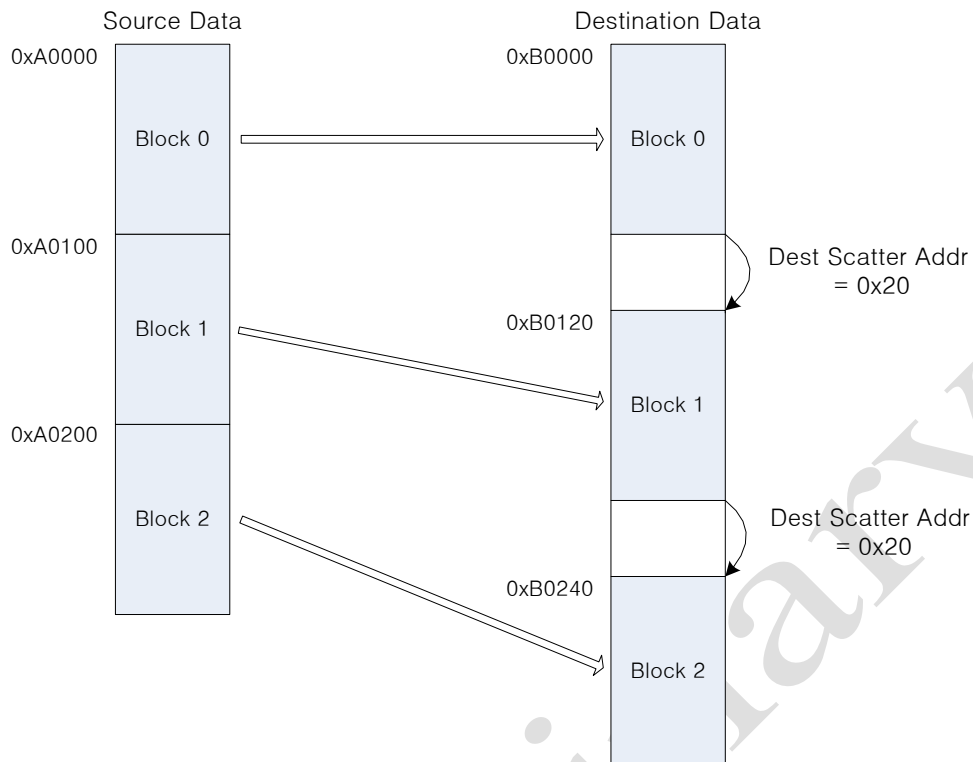 Source Data
Destination Data
0xA0000
0xB0000
Block 0
Block 0
0xA0100
Dest Scatter Addr
= 0x20
0xB0120
Block 1
Block 1
0xA0200
Block 2
Dest Scatter Addr
= 0x20
0xB0240
Block 2